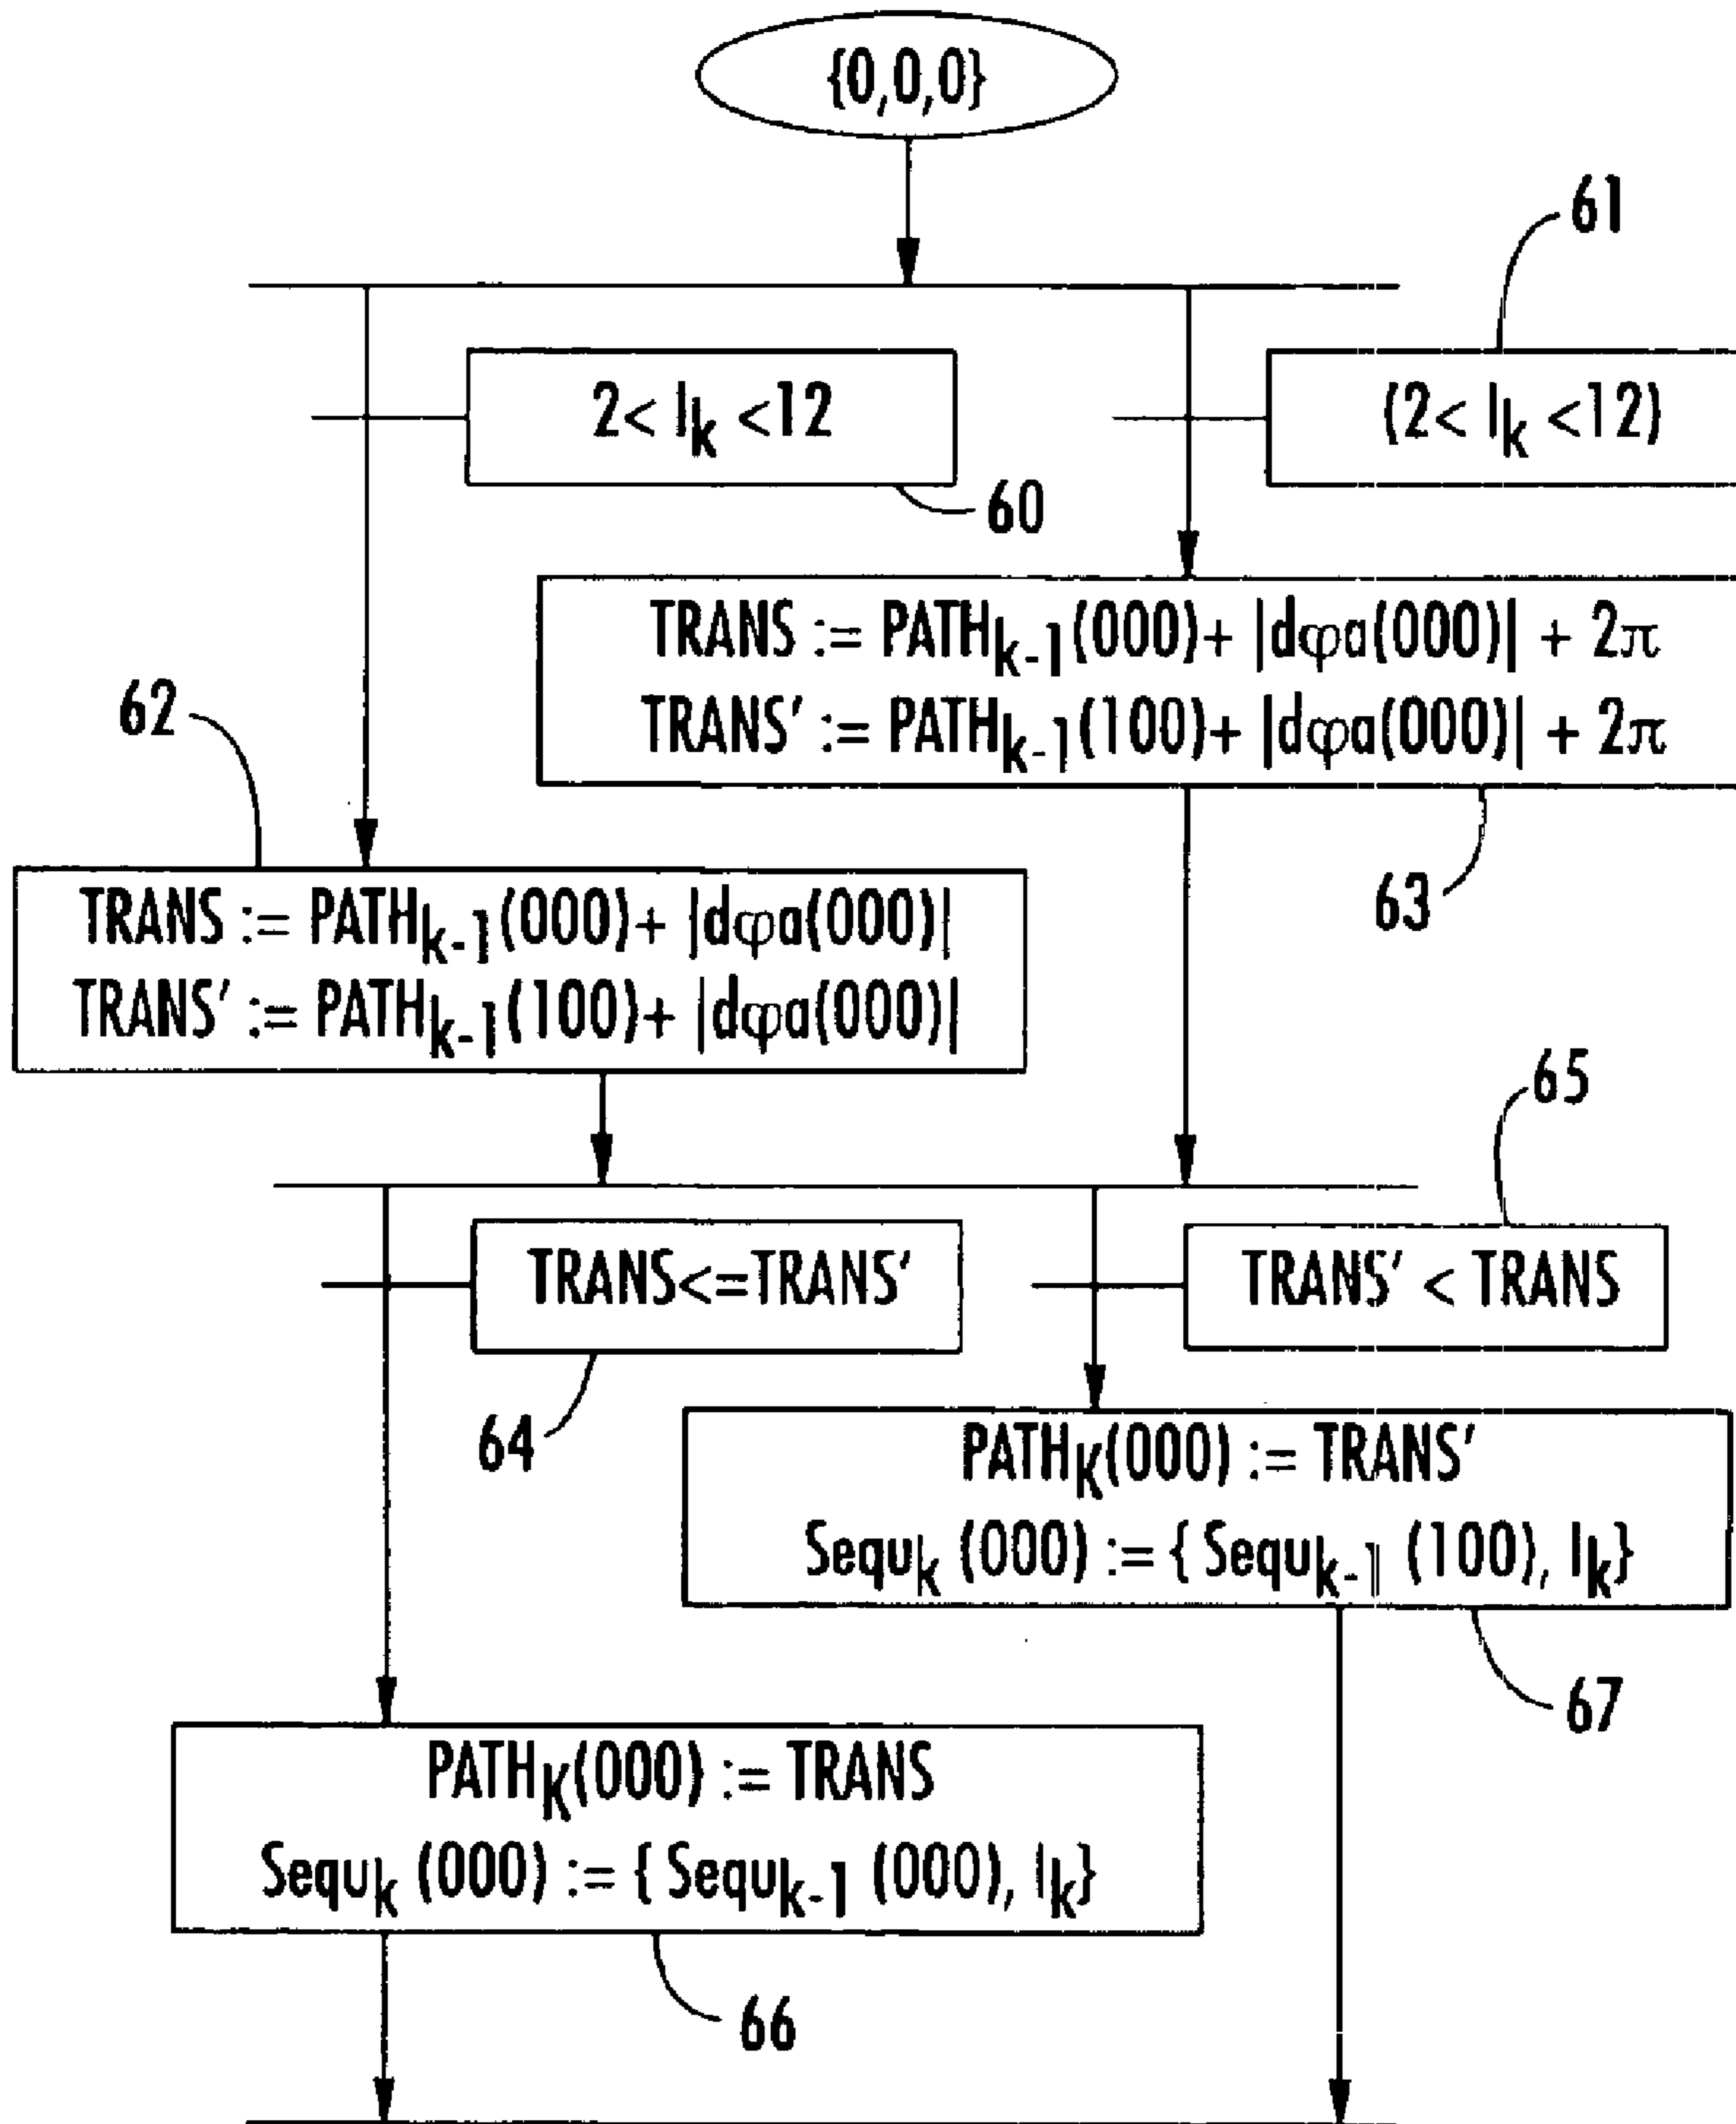 {0,0,0}
61
2< l_k <12
(2< l_k <12)
60
TRANS := PATH_k-1(000)+ |dφa(000)| + 2π
TRANS' := PATH_k-1(100)+ |dφa(000)| + 2π
62
63
TRANS := PATH_k-1(000)+ |dφa(000)|
TRANS' := PATH_k-1(100)+ |dφa(000)|
65
TRANS<=TRANS'
TRANS' < TRANS
64
PATH_K(000) := TRANS'
Sequ_k (000) := { Sequ_k-1 (100), l_k}
67
PATH_K(000) := TRANS
Sequ_k (000) := { Sequ_k-1 (000), l_k}
66